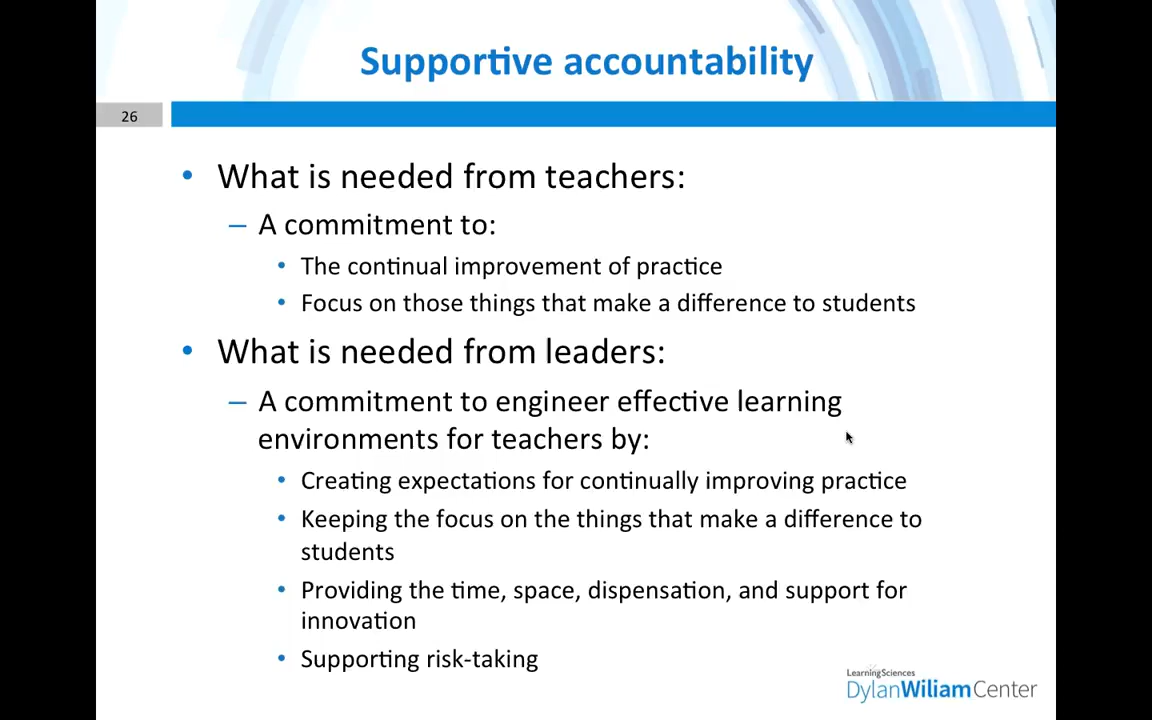 Supportive accountability
26
• What is needed from teachers:
– A commitment to:
• The continual improvement of practice
• Focus on those things that make a difference to students
• What is needed from leaders:
– A commitment to engineer effective learning
environments for teachers by:
• Creating expectations for continually improving practice
• Keeping the focus on the things that make a difference to
students
• Providing the time, space, dispensation, and support for
innovation
• Supporting risk-taking
LearningSciences
DylanWiliamCenter